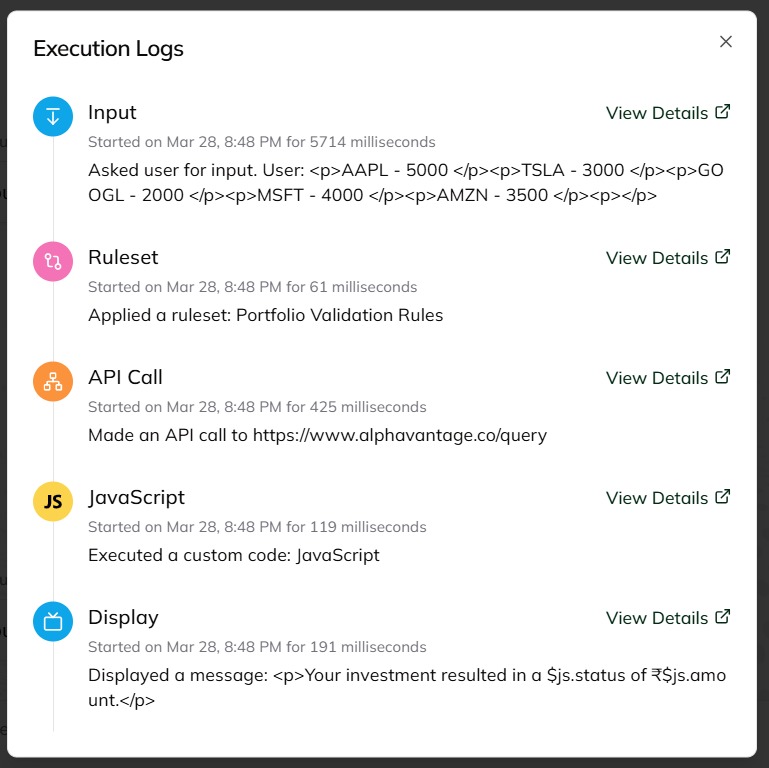 Execution Logs
Input
View Details
Started on Mar 28, 8:48 PM for 5714 milliseconds
Asked user for input. User: <p>AAPL - 5000 </p><p>TSLA - 3000 </p><p>GO
OGL - 2000 </p><p>MSFT - 4000 </p><p>AMZN - 3500 </p><p></p>
Ruleset
View Details
Started on Mar 28, 8:48 PM for 61 milliseconds
Applied a ruleset: Portfolio Validation Rules
API Call
View Details
Started on Mar 28, 8:48 PM for 425 milliseconds
Made an API call to https://www.alphavantage.co/query
JS
JavaScript
View Details
Started on Mar 28, 8:48 PM for 119 milliseconds
Executed a custom code: JavaScript
Display
View Details
Started on Mar 28, 8:48 PM for 191 milliseconds
Displayed a message: <p>Your investment resulted in a $js.status of ₹$js.amo
unt.</p>